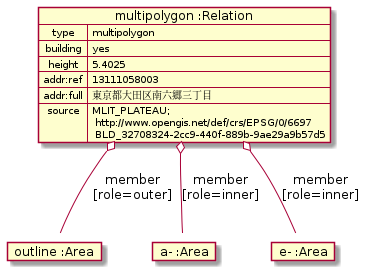 multipolygon :Relation
type multipolygon
building yes
height 5.4025
addr:ref 13111058003
addr:full 東京都大田区南六郷三丁目
source MLIT_PLATEAU;
http://www.opengis.net/def/crs/EPSG/0/6697
BLD_32708324-2cc9-440f-889b-9ae29a9b57d5
member member member
[role=outer] [role=inner] [role=inner]
outline :Area a- :Area e- :Area